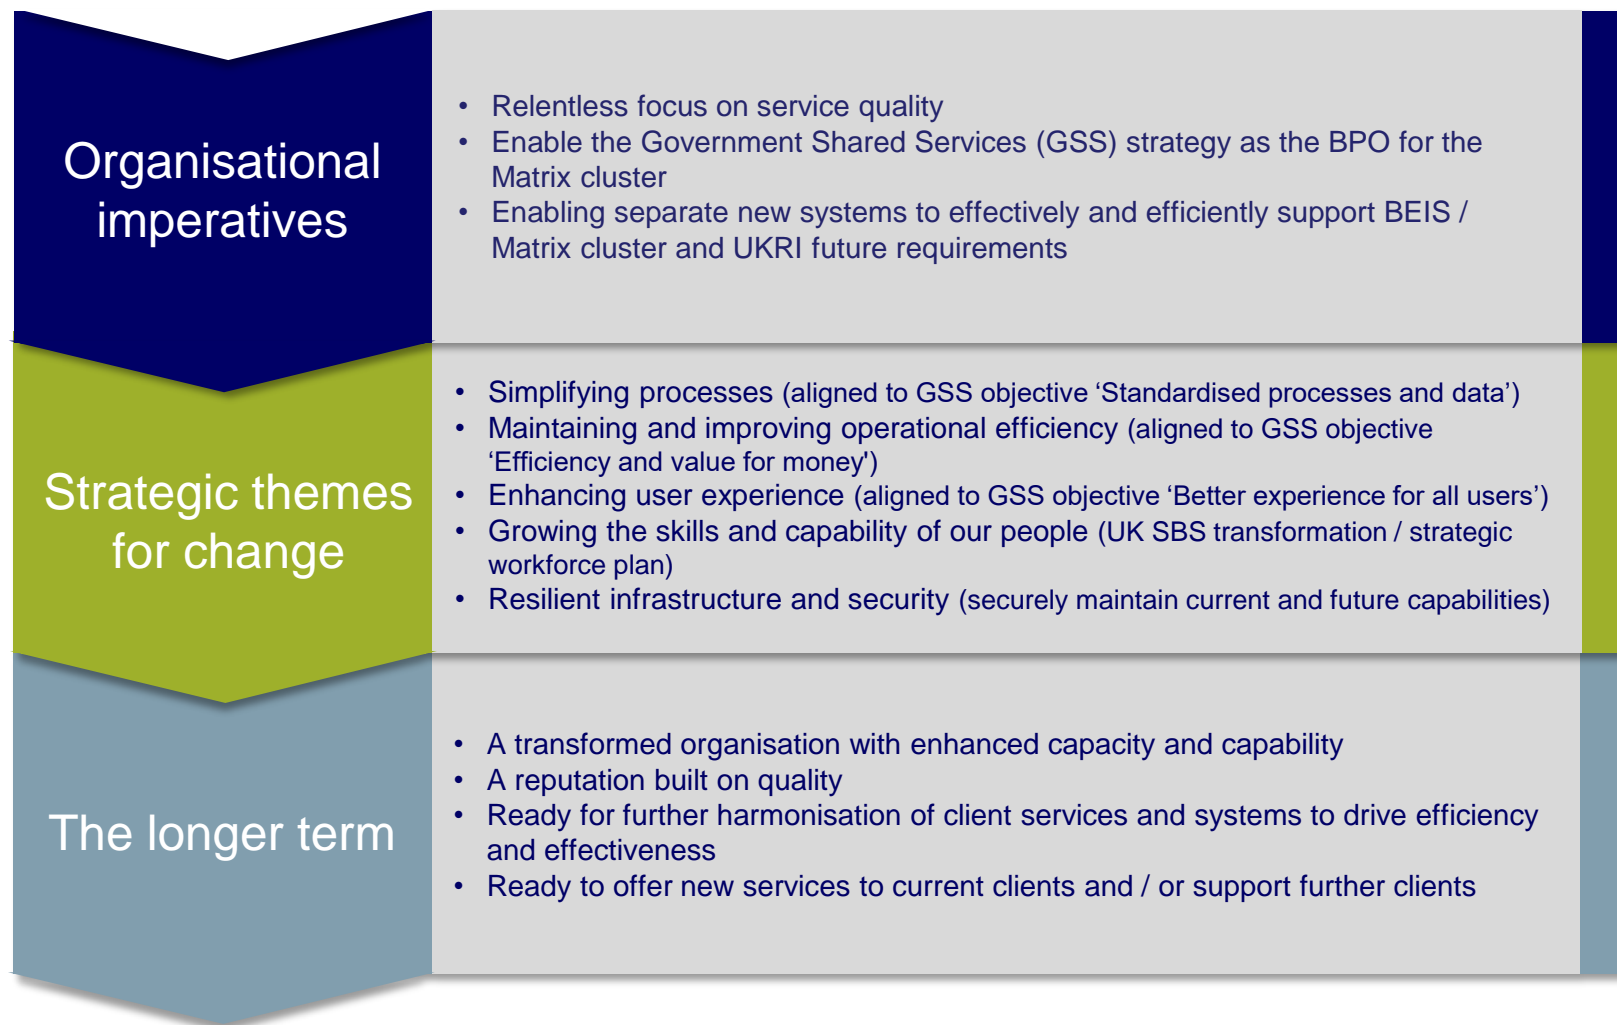 Organisational
imperatives
• Relentless focus on service quality
• Enable the Government Shared Services (GSS) strategy as the BPO for the
Matrix cluster
• Enabling separate new systems to effectively and efficiently support BEIS /
Matrix cluster and UKRI future requirements
Strategic themes
for change
• Simplifying processes (aligned to GSS objective ‘Standardised processes and data’)
• Maintaining and improving operational efficiency (aligned to GSS objective
‘Efficiency and value for money')
• Enhancing user experience (aligned to GSS objective ‘Better experience for all users’)
• Growing the skills and capability of our people (UK SBS transformation / strategic
workforce plan)
• Resilient infrastructure and security (securely maintain current and future capabilities)
The longer term
• A transformed organisation with enhanced capacity and capability
• A reputation built on quality
• Ready for further harmonisation of client services and systems to drive efficiency
and effectiveness
• Ready to offer new services to current clients and / or support further clients